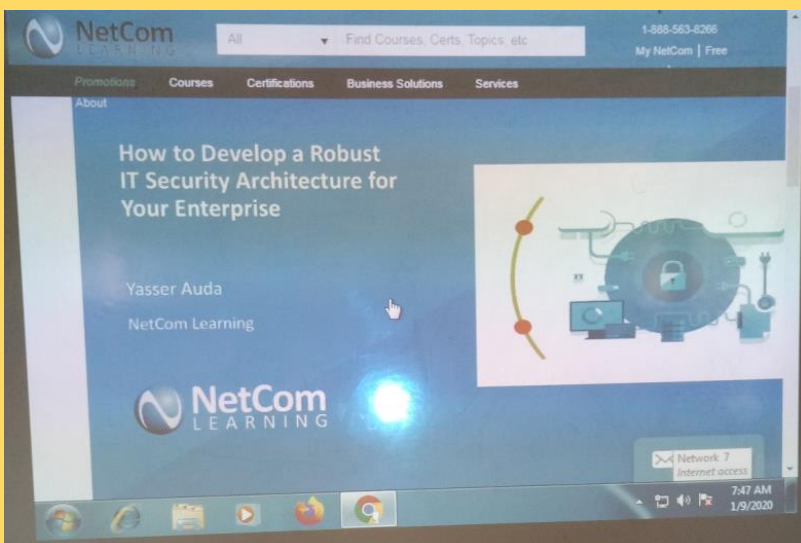 NetCom
LEARNING
All
Find Courses, Certs, Topics, etc
1-888-563-8266
My NetCom | Free
Promotions Courses Certifications Business Solutions Services
About
How to Develop a Robust
IT Security Architecture for
Your Enterprise
Yasser Auda
NetCom Learning
NetCom
LEARNING
Network 7
Internet access
7:47 AM
1/9/2020